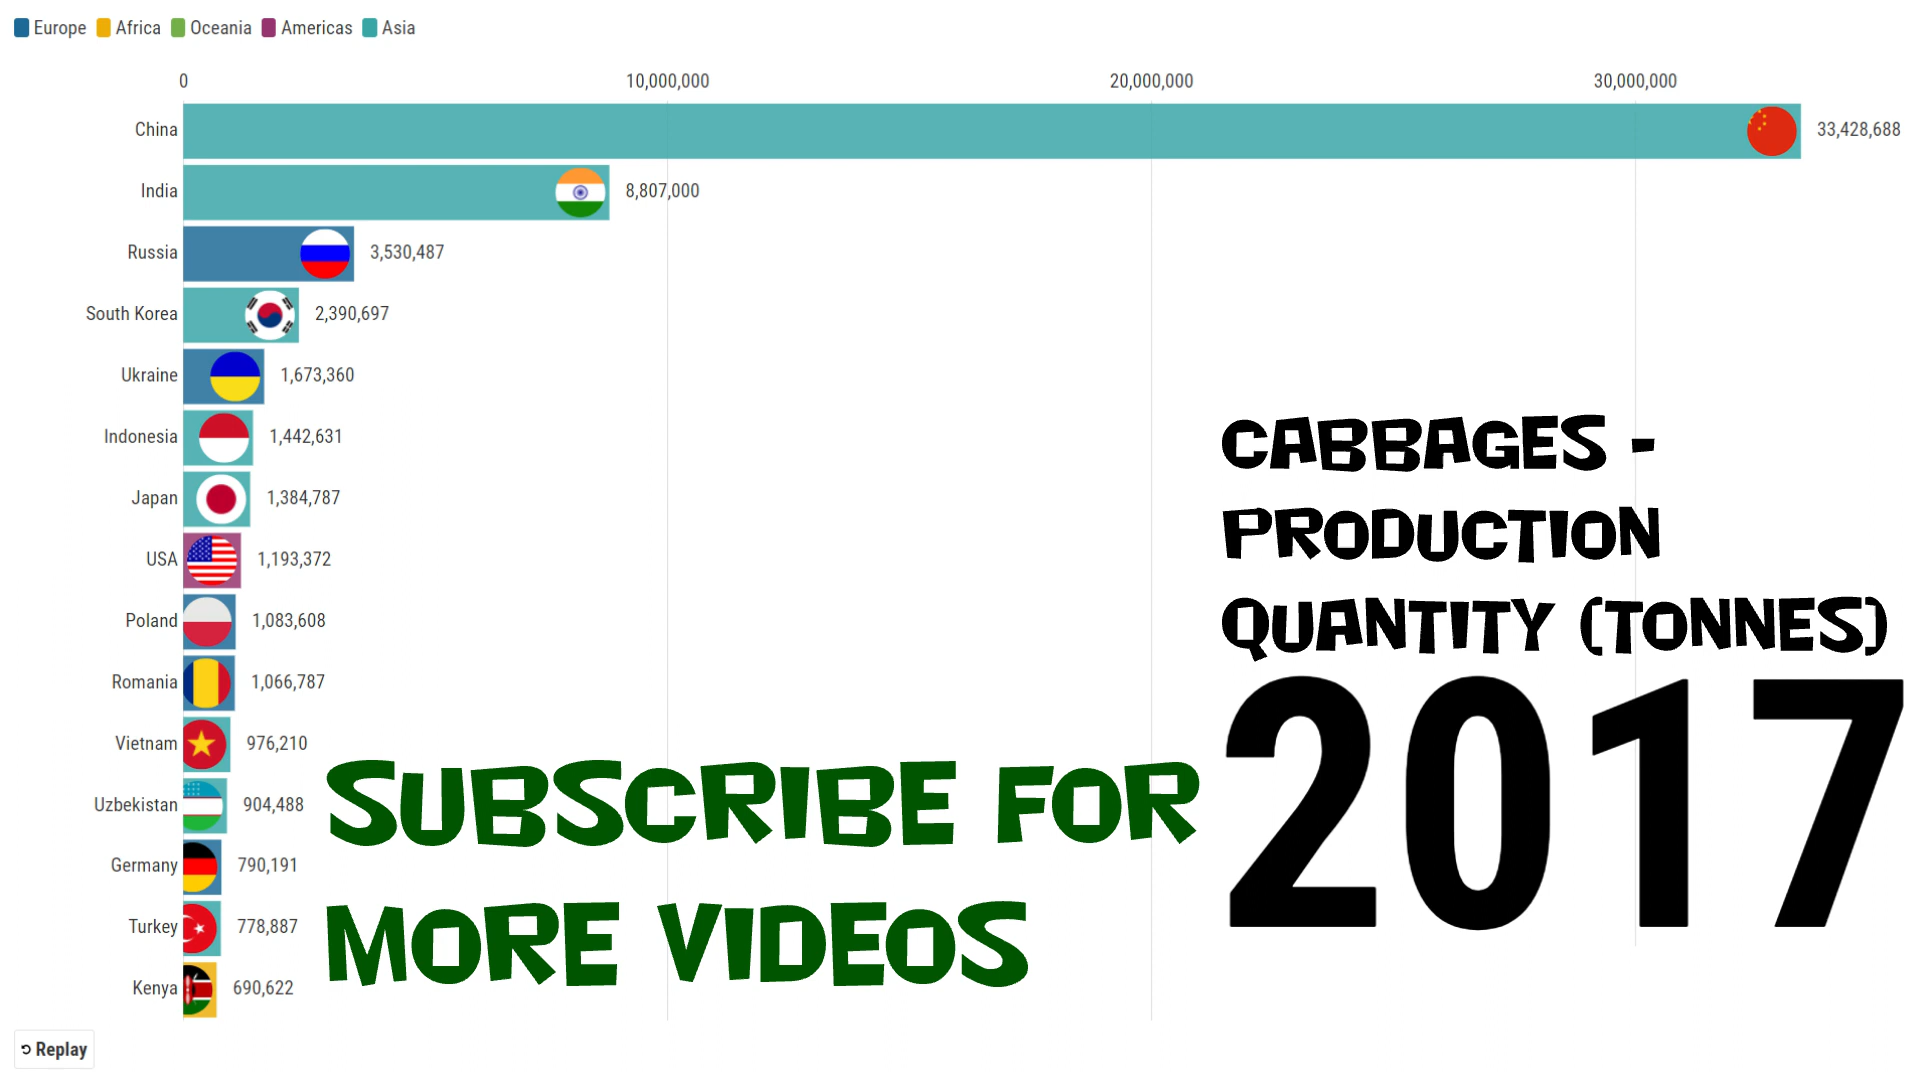 Europe Africa Oceania Americas Asia
0 10,000,000 20,000,000 30,000,000
China 33,428,688
India 8,807,000
Russia 3,530,487
South Korea 2,390,697
Ukraine 1,673,360
Indonesia 1,442,631
Japan 1,384,787
USA 1,193,372
Poland 1,083,608
Romania 1,066,787
Vietnam 976,210
Uzbekistan 904,488
Germany 790,191
Turkey 778,887
Kenya 690,622
CABBAGES -
PRODUCTION
QUANTITY (TONNES)
2017
SUBSCRIBE FOR
MORE VIDEOS
Replay